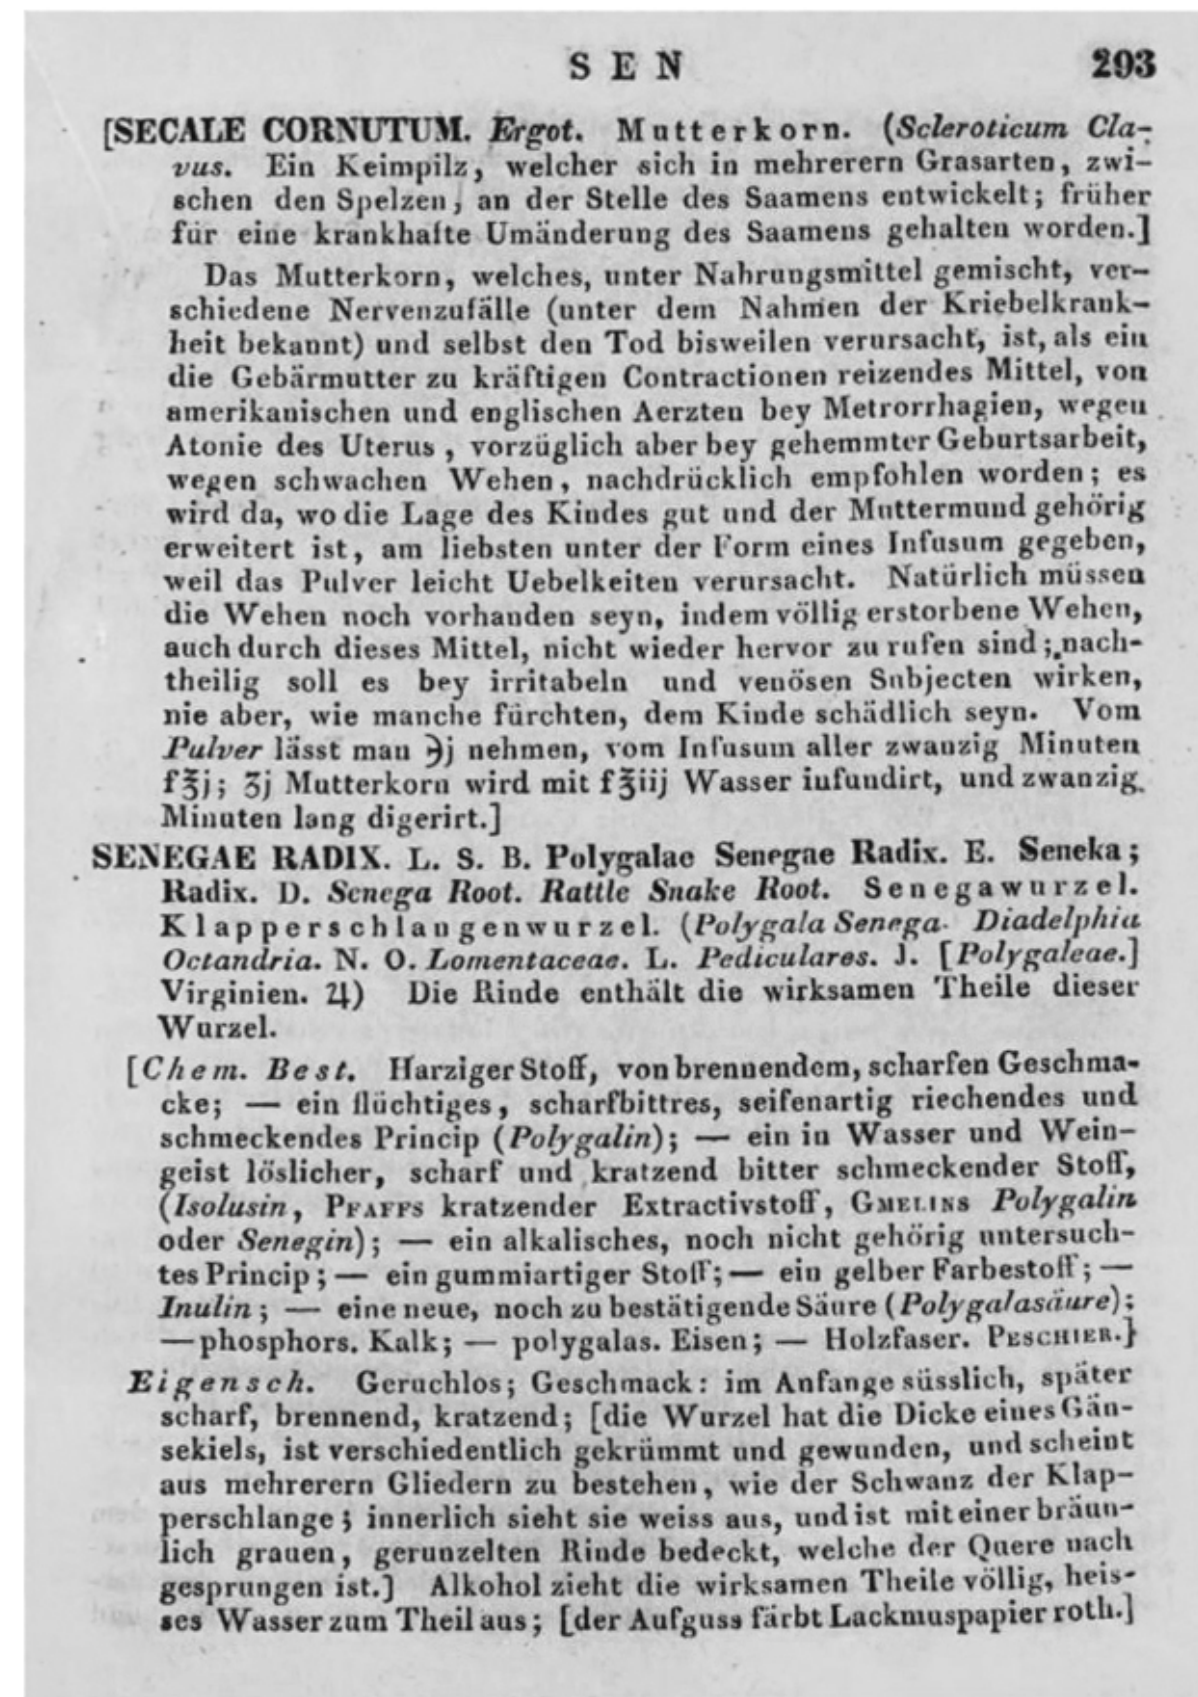 SEN 293
[SECALE CORNUTUM. Ergot. Mutterkorn. (Scleroticum Cla-
vus. Ein Keimpilz, welcher sich in mehrerern Grasarten, zwi-
schen den Spelzen, an der Stelle des Saamens entwickelt; früher
für eine krankhafte Umänderung des Saamens gehalten worden.]
Das Mutterkorn, welches, unter Nahrungsmittel gemischt, ver-
schiedene Nervenzufälle (unter dem Nahmen der Kriebelkrank-
heit bekannt) und selbst den Tod bisweilen verursacht, ist, als ein
die Gebärmutter zu kräftigen Contractionen reizendes Mittel, von
amerikanischen und englischen Aerzten bey Metrorrhagien, wegen
Atonie des Uterus, vorzüglich aber bey gehemmter Geburtsarbeit,
wegen schwachen Wehen, nachdrücklich empfohlen worden; es
wird da, wo die Lage des Kindes gut und der Muttermund gehörig
erweitert ist, am liebsten unter der Form eines Infusum gegeben,
weil das Pulver leicht Uebelkeiten verursacht. Natürlich müssen
die Wehen noch vorhanden seyn, indem völlig erstorbene Wehen,
auch durch dieses Mittel, nicht wieder hervor zu rufen sind; nach-
theilig soll es bey irritabeln und venösen Subjecten wirken,
nie aber, wie manche fürchten, dem Kinde schädlich seyn. Vom
Pulver lässt man ℈j nehmen, vom Infusum aller zwanzig Minuten
f℥j; ʒj Mutterkorn wird mit f℥iij Wasser infundirt, und zwanzig
Minuten lang digerirt.]
SENEGAE RADIX. L. S. B. Polygalae Senegae Radix. E. Seneka;
Radix. D. Senega Root. Rattle Snake Root. Senegawurzel.
Klapperschlangenwurzel. (Polygala Senega. Diadelphia
Octandria. N. O. Lomentaceae. L. Pediculares. J. [Polygaleae.]
Virginien. ♃) Die Rinde enthält die wirksamen Theile dieser
Wurzel.
[Chem. Best. Harziger Stoff, von brennendem, scharfen Geschma-
cke; — ein flüchtiges, scharfbittres, seifenartig riechendes und
schmeckendes Princip (Polygalin); — ein in Wasser und Wein-
geist löslicher, scharf und kratzend bitter schmeckender Stoff,
(Isolusin, PFAFFS kratzender Extractivstoff, GMELINS Polygalin
oder Senegin); — ein alkalisches, noch nicht gehörig untersuch-
tes Princip; — ein gummiartiger Stoff; — ein gelber Farbestoff; —
Inulin; — eine neue, noch zu bestätigende Säure (Polygalasäure);
— phosphors. Kalk; — polygalas. Eisen; — Holzfaser. PESCHIER.]
Eigensch. Geruchlos; Geschmack: im Anfange süsslich, später
scharf, brennend, kratzend; [die Wurzel hat die Dicke eines Gän-
sekiels, ist verschiedentlich gekrümmt und gewunden, und scheint
aus mehrerern Gliedern zu bestehen, wie der Schwanz der Klap-
perschlange; innerlich sieht sie weiss aus, und ist mit einer bräun-
lich grauen, gerunzelten Rinde bedeckt, welche der Quere nach
gesprungen ist.] Alkohol zieht die wirksamen Theile völlig, heis-
ses Wasser zum Theil aus; [der Aufguss färbt Lackmuspapier roth.]